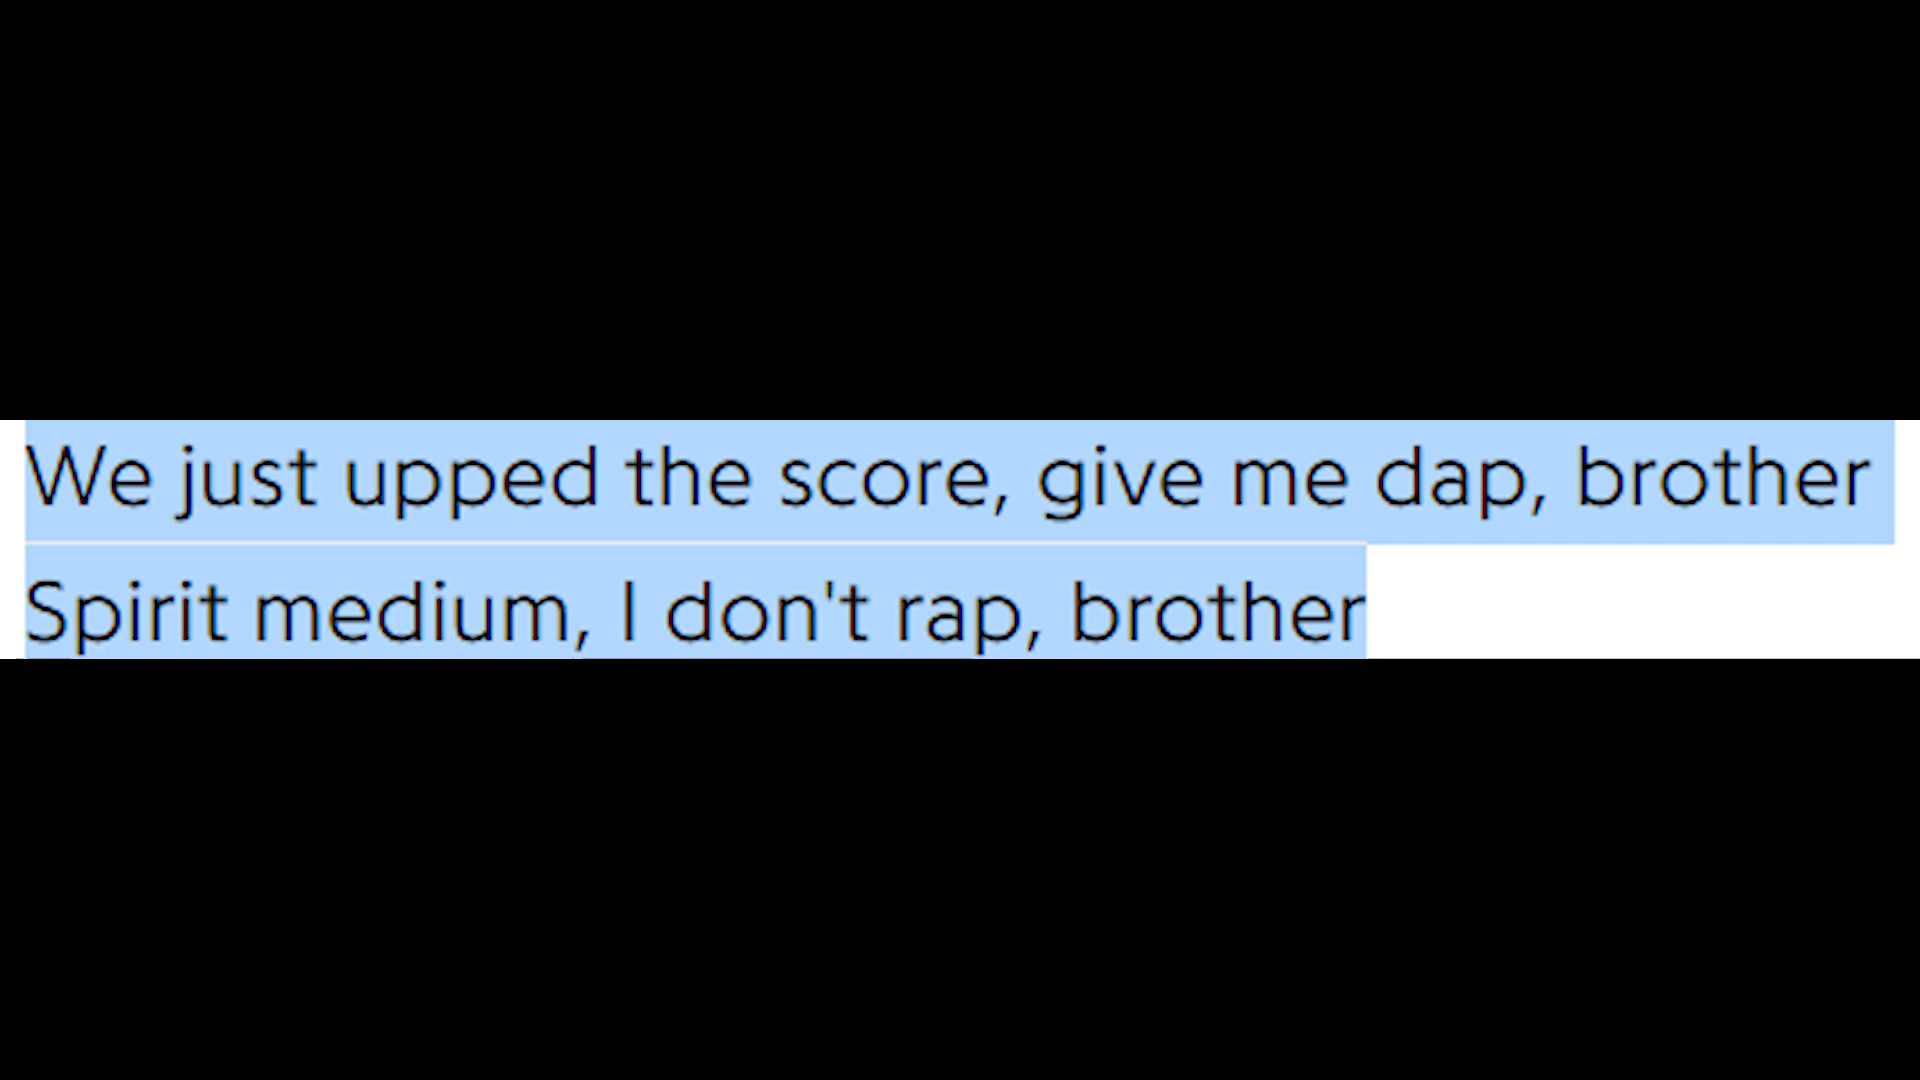 We just upped the score, give me dap, brother
Spirit medium, I don't rap, brother